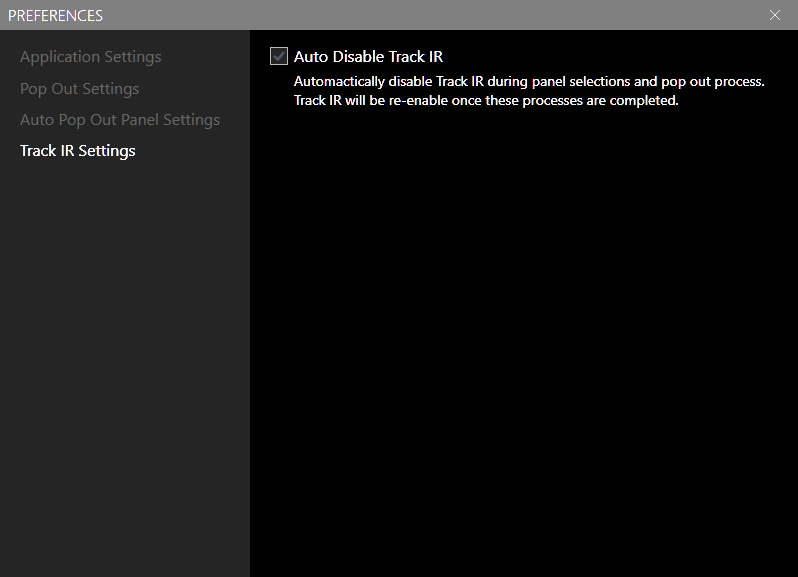 PREFERENCES
Application Settings
Pop Out Settings
Auto Pop Out Panel Settings
Track IR Settings
Auto Disable Track IR
Automactically disable Track IR during panel selections and pop out process.
Track IR will be re-enable once these processes are completed.